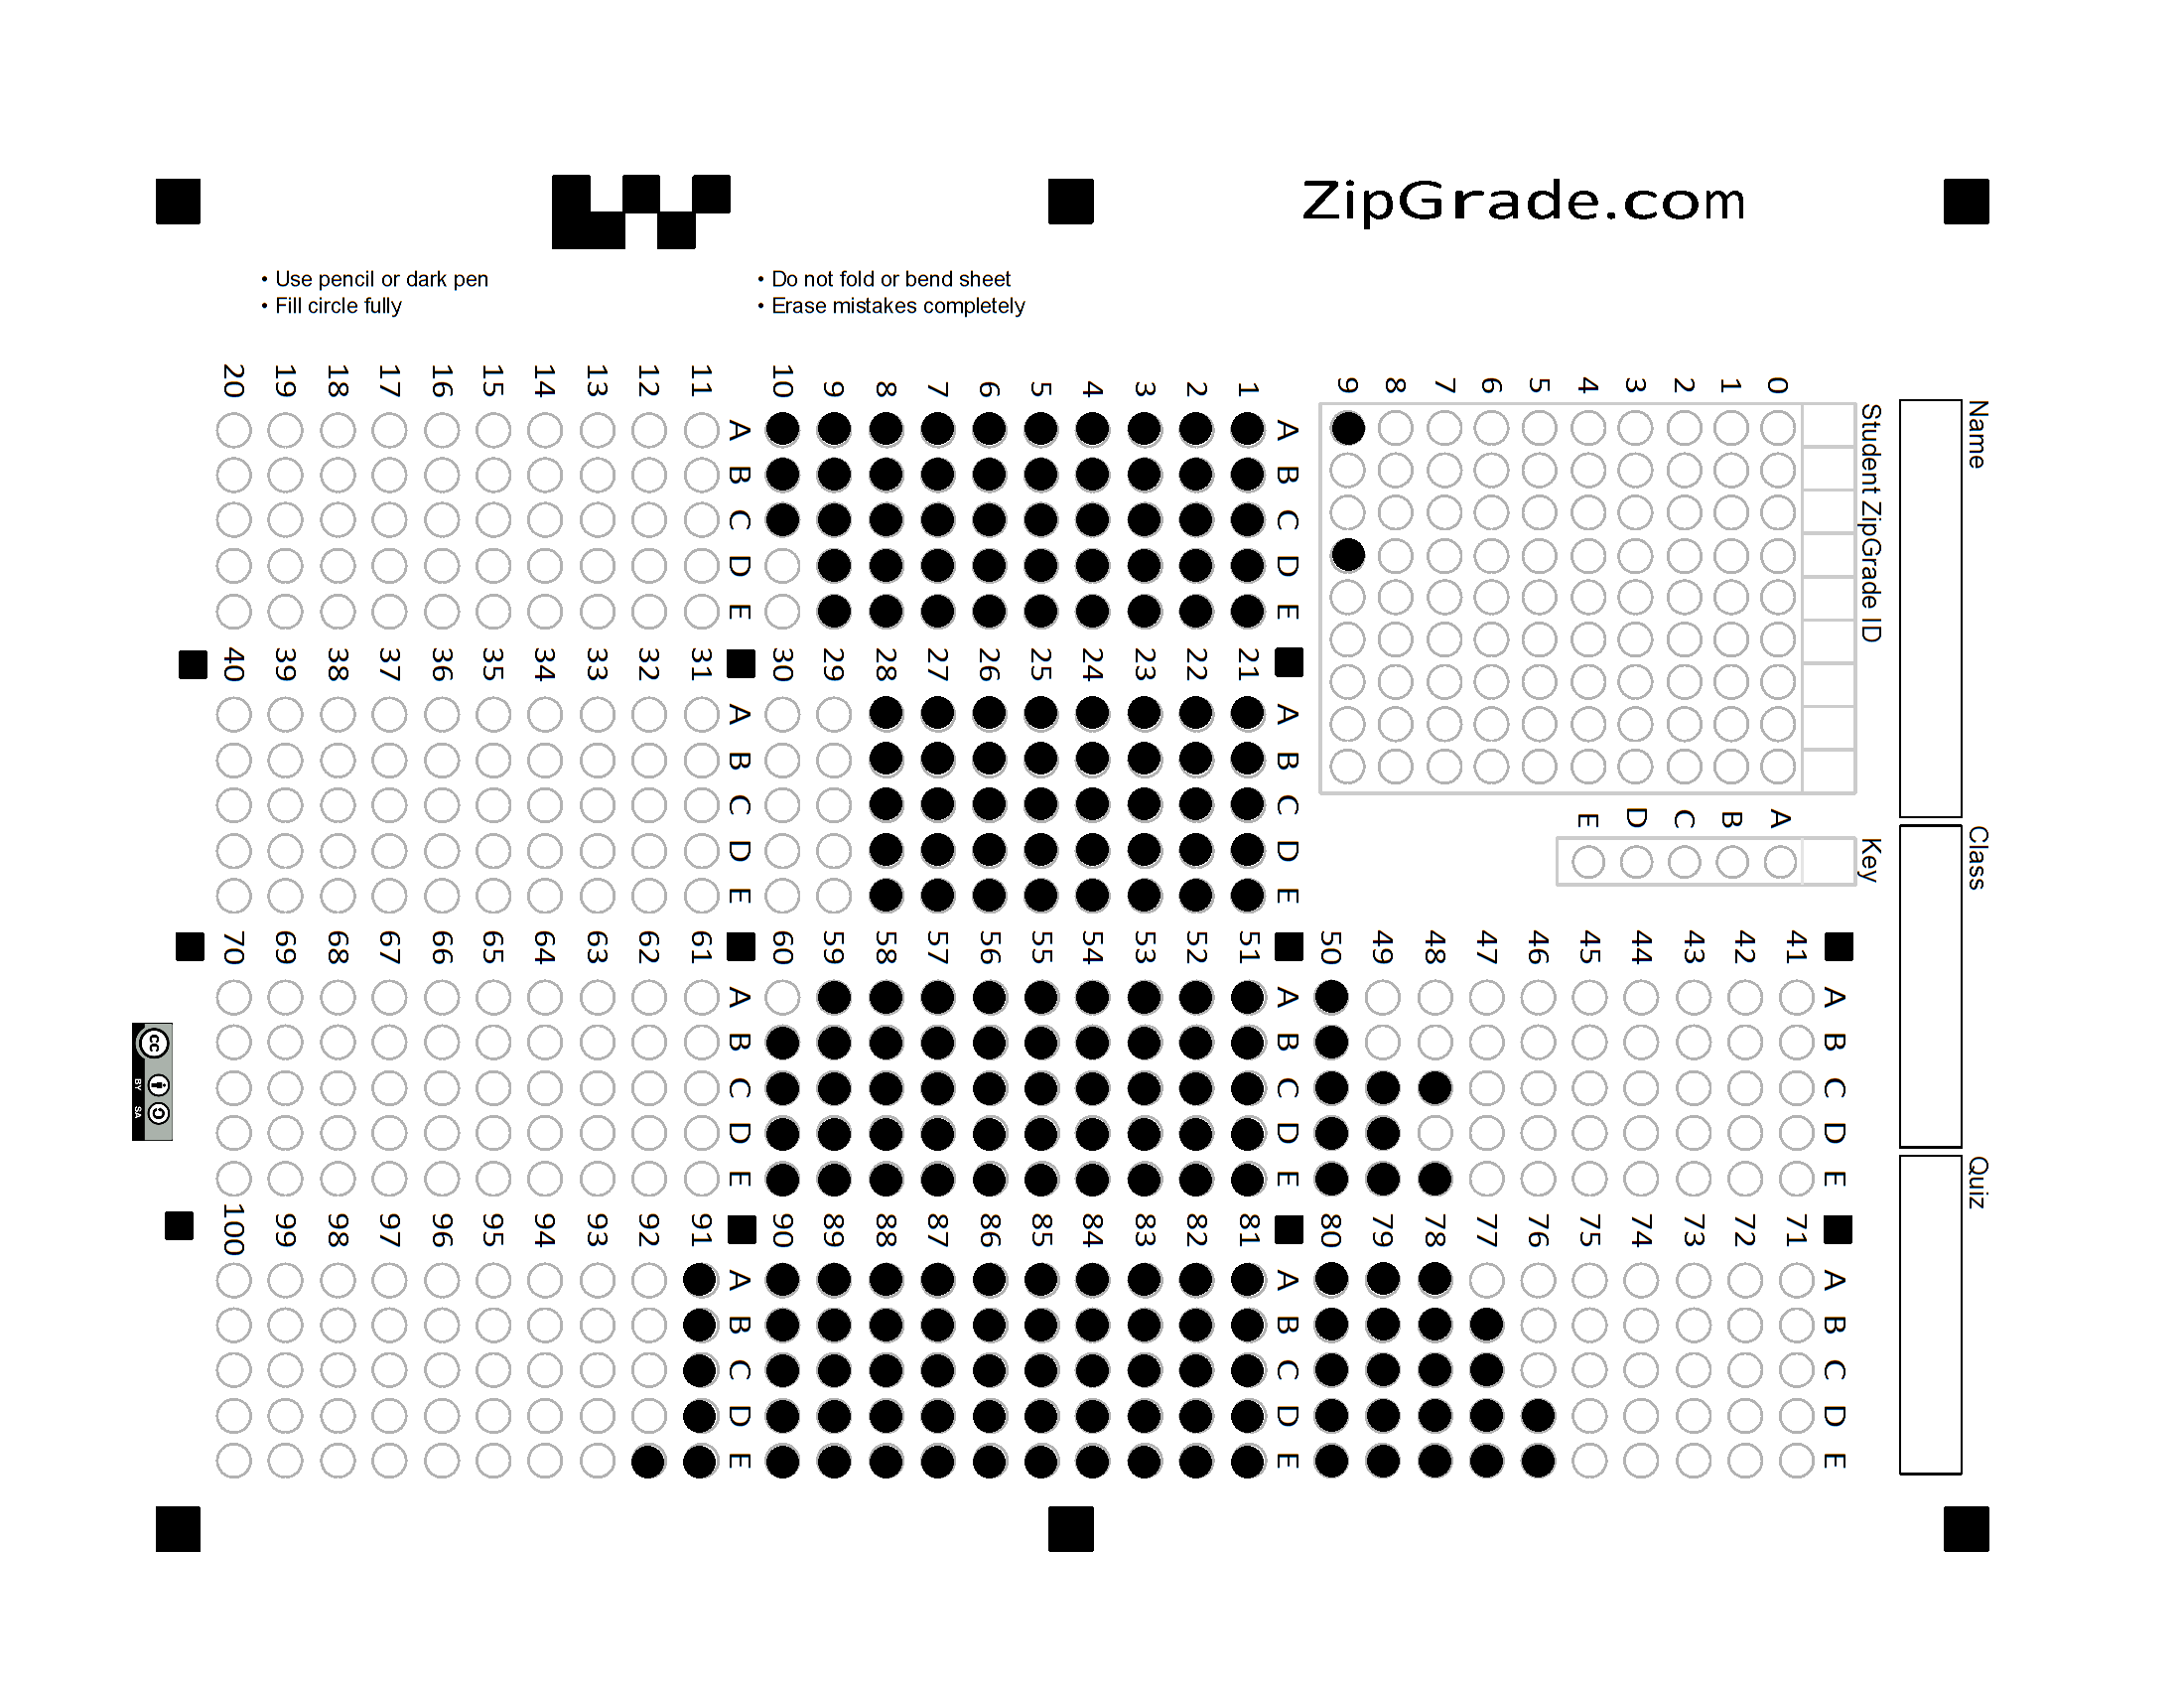 ZipGrade.com
• Use pencil or dark pen
• Fill circle fully
• Do not fold or bend sheet
• Erase mistakes completely
Name
Class
Quiz
Student ZipGrade ID
0 1 2 3 4 5 6 7 8 9
Key
A B C D E
1 2 3 4 5 6 7 8 9 10
A B C D E
11 12 13 14 15 16 17 18 19 20
A B C D E
21 22 23 24 25 26 27 28 29 30
A B C D E
31 32 33 34 35 36 37 38 39 40
A B C D E
41 42 43 44 45 46 47 48 49 50
A B C D E
51 52 53 54 55 56 57 58 59 60
A B C D E
61 62 63 64 65 66 67 68 69 70
A B C D E
71 72 73 74 75 76 77 78 79 80
A B C D E
81 82 83 84 85 86 87 88 89 90
A B C D E
91 92 93 94 95 96 97 98 99 100
A B C D E
cc
BY SA